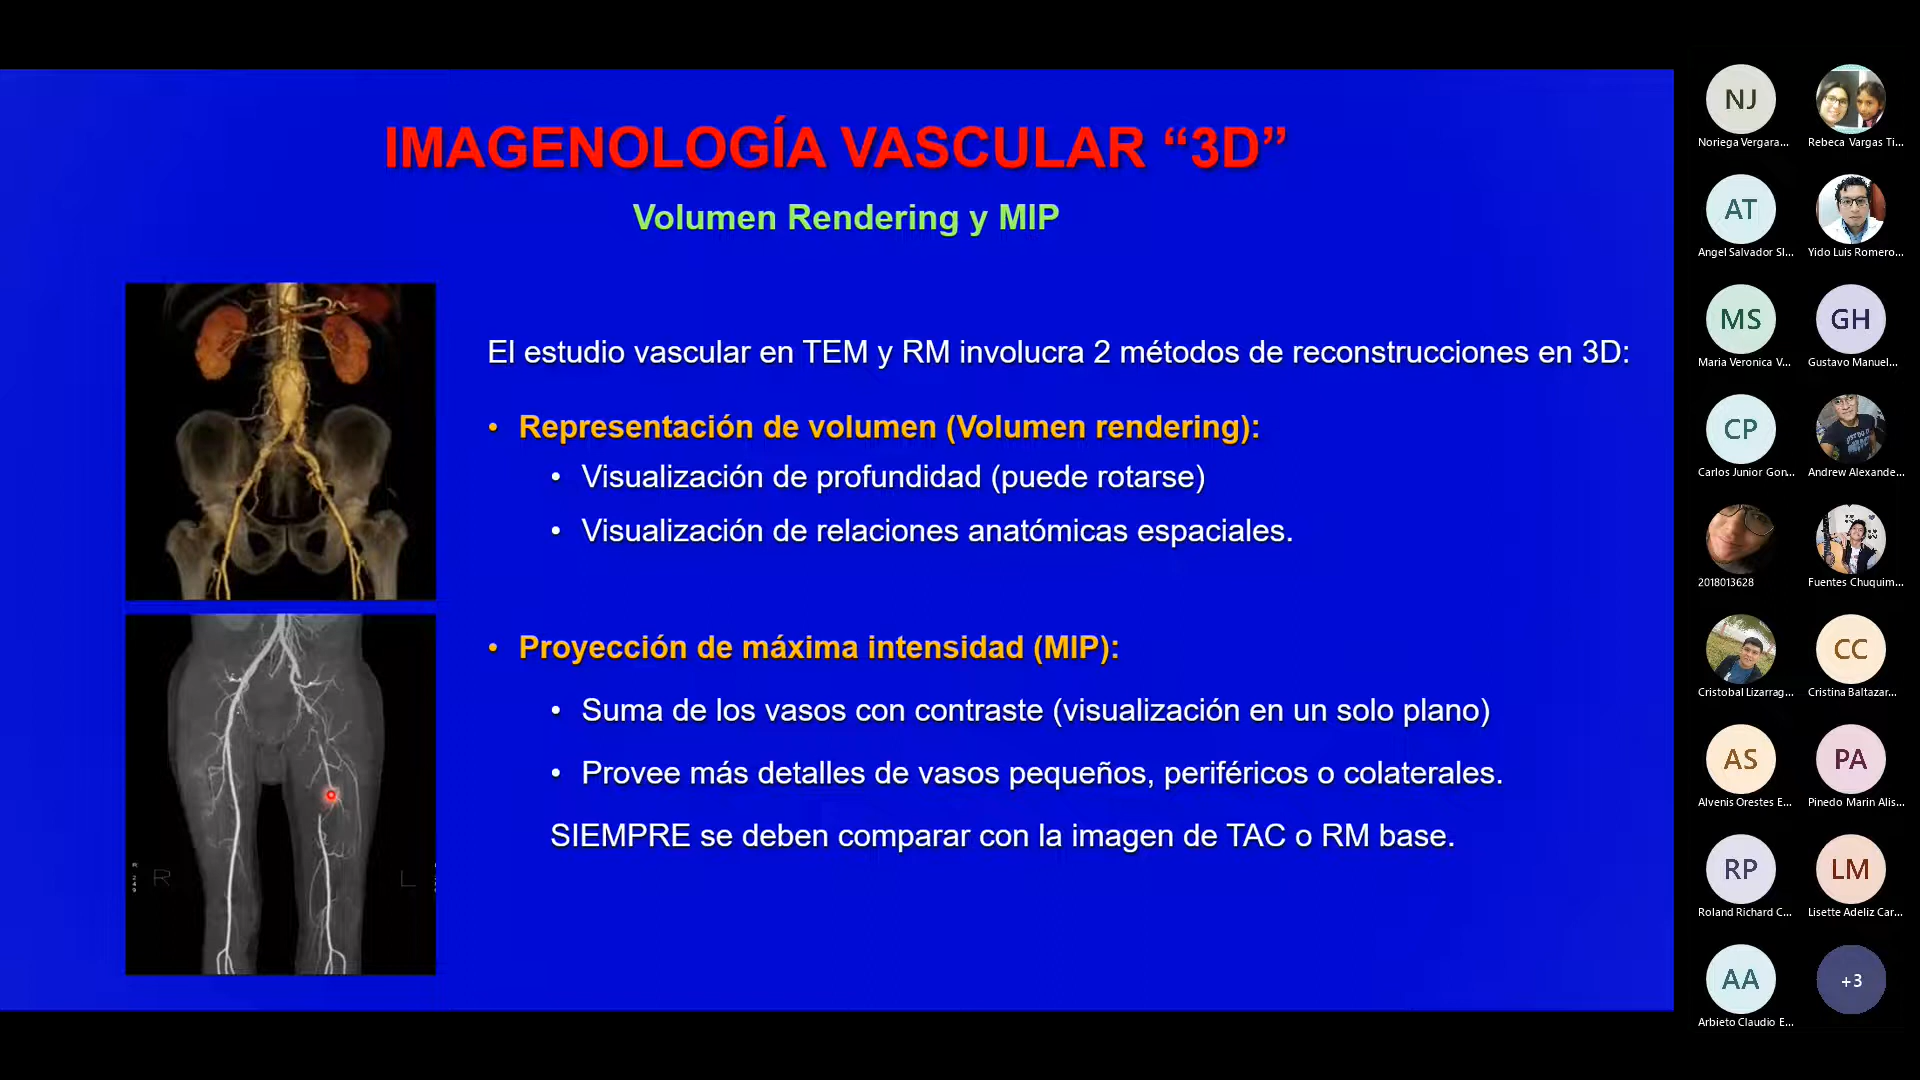 IMAGENOLOGÍA VASCULAR “3D”
Volumen Rendering y MIP
El estudio vascular en TEM y RM involucra 2 métodos de reconstrucciones en 3D:
• Representación de volumen (Volumen rendering):
• Visualización de profundidad (puede rotarse)
• Visualización de relaciones anatómicas espaciales.
• Proyección de máxima intensidad (MIP):
• Suma de los vasos con contraste (visualización en un solo plano)
• Provee más detalles de vasos pequeños, periféricos o colaterales.
SIEMPRE se deben comparar con la imagen de TAC o RM base.
R
L
NJ
Noriega Vergara...
Rebeca Vargas Ti...
AT
Angel Salvador Sl...
Yido Luis Romero...
MS
Maria Veronica V...
GH
Gustavo Manuel...
CP
Carlos Junior Gon...
Andrew Alexande...
2018013628
Fuentes Chuquim...
Cristobal Lizarrag...
CC
Cristina Baltazar...
AS
Alvenis Orestes E...
PA
Pinedo Marin Alis...
RP
Roland Richard C...
LM
Lisette Adeliz Car...
AA
Arbieto Claudio E...
+3